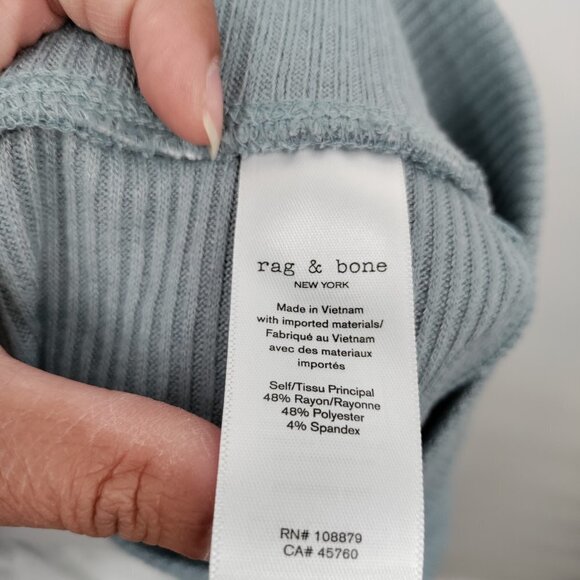 rag & bone
NEW YORK
Made in Vietnam
with imported materials/
Fabriqué au Vietnam
avec des materiaux
importés
Self/Tissu Principal
48% Rayon/Rayonne
48% Polyester
4% Spandex
RN# 108879
CA# 45760